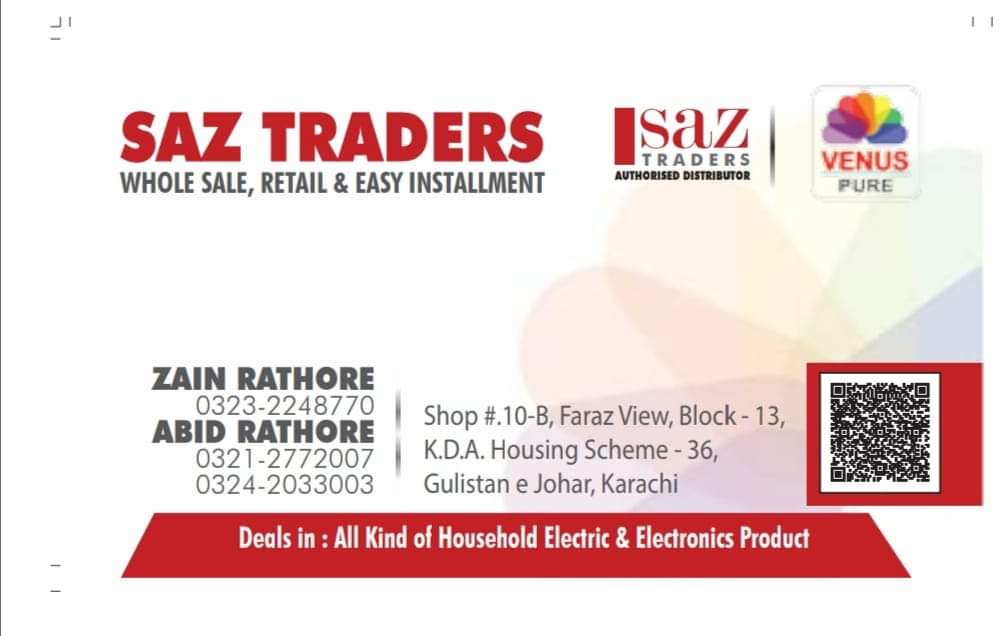 SAZ TRADERS
WHOLE SALE, RETAIL & EASY INSTALLMENT
saz
TRADERS
AUTHORISED DISTRIBUTOR
VENUS
PURE
ZAIN RATHORE
0323-2248770
ABID RATHORE
0321-2772007
0324-2033003
Shop #.10-B, Faraz View, Block - 13,
K.D.A. Housing Scheme - 36,
Gulistan e Johar, Karachi
Deals in : All Kind of Household Electric & Electronics Product